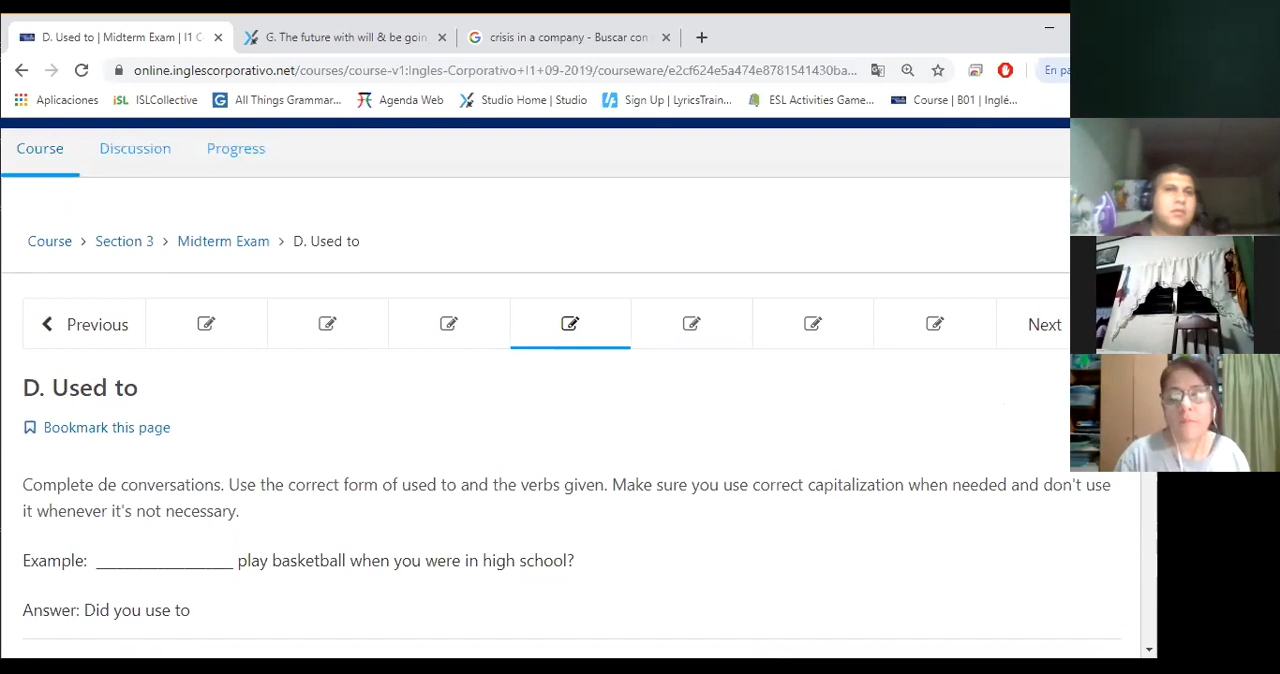 D. Used to | Midterm Exam | I1 C
G. The future with will & be goin
crisis in a company - Buscar con
online.inglescorporativo.net/courses/course-v1:Ingles-Corporativo+I1+09-2019/courseware/e2cf624e5a474e8781541430ba...
En pa
Aplicaciones
iSL ISLCollective
G All Things Grammar...
Agenda Web
Studio Home | Studio
Sign Up | LyricsTrain...
ESL Activities Game...
Course | B01 | Inglé...
Course Discussion Progress
Course > Section 3 > Midterm Exam > D. Used to
Previous
Next
D. Used to
Bookmark this page
Complete de conversations. Use the correct form of used to and the verbs given. Make sure you use correct capitalization when needed and don't use
it whenever it's not necessary.
Example: ________________ play basketball when you were in high school?
Answer: Did you use to